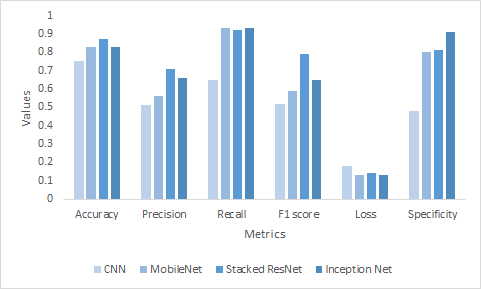 1
0.9
0.8
0.7
0.6
0.5
0.4
0.3
0.2
0.1
0
Values
Accuracy Precision Recall F1 score Loss Specificity
Metrics
CNN MobileNet Stacked ResNet Inception Net